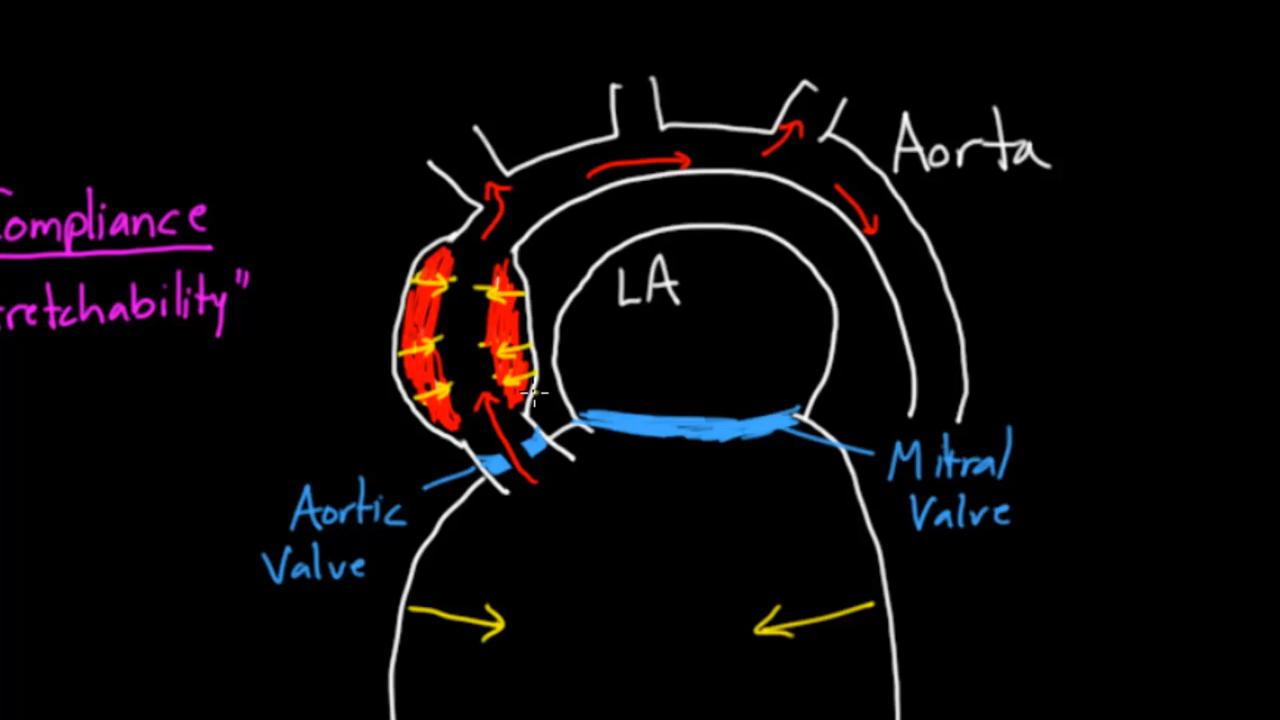 Compliance
retchability"
Aorta
LA
Aortic
Valve
Mitral
Valve